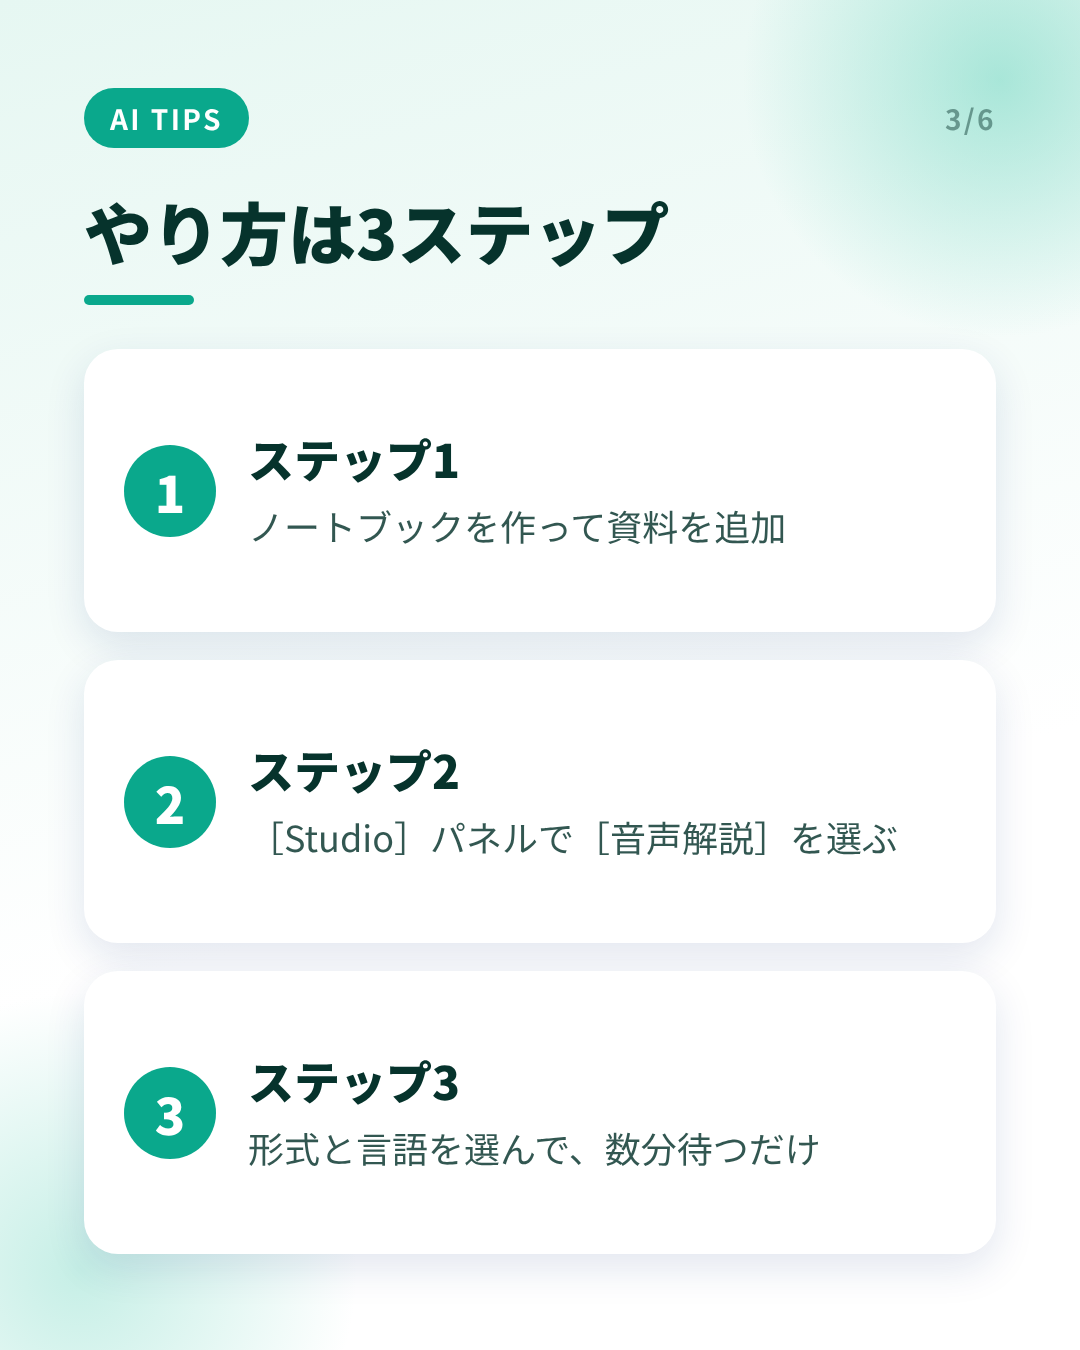 AI TIPS
3/6
やり方は3ステップ
1
ステップ1
ノートブックを作って資料を追加
2
ステップ2
［Studio］パネルで［音声解説］を選ぶ
3
ステップ3
形式と言語を選んで、数分待つだけ